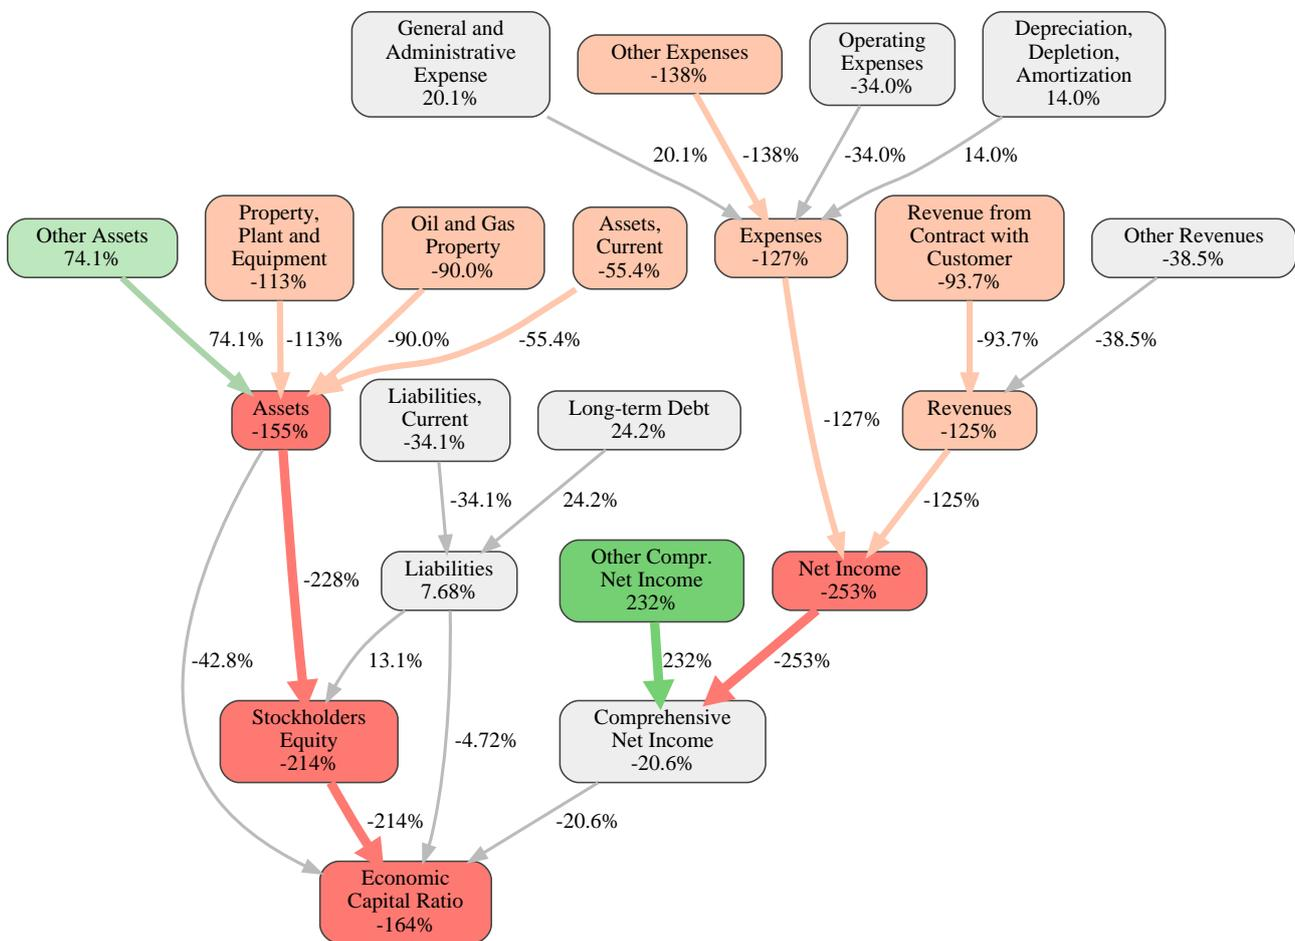 General and
Administrative
Expense
20.1%
Other Expenses
-138%
Operating
Expenses
-34.0%
Depreciation,
Depletion,
Amortization
14.0%
20.1%
-138%
-34.0%
14.0%
Other Assets
74.1%
Property,
Plant and
Equipment
-113%
Oil and Gas
Property
-90.0%
Assets,
Current
-55.4%
Expenses
-127%
Revenue from
Contract with
Customer
-93.7%
Other Revenues
-38.5%
74.1%
-113%
-90.0%
-55.4%
-93.7%
-38.5%
Assets
-155%
Liabilities,
Current
-34.1%
Long-term Debt
24.2%
-127%
Revenues
-125%
-34.1%
24.2%
-125%
-228%
Liabilities
7.68%
Other Compr.
Net Income
232%
Net Income
-253%
-42.8%
13.1%
232%
-253%
Stockholders
Equity
-214%
-4.72%
Comprehensive
Net Income
-20.6%
-214%
-20.6%
Economic
Capital Ratio
-164%